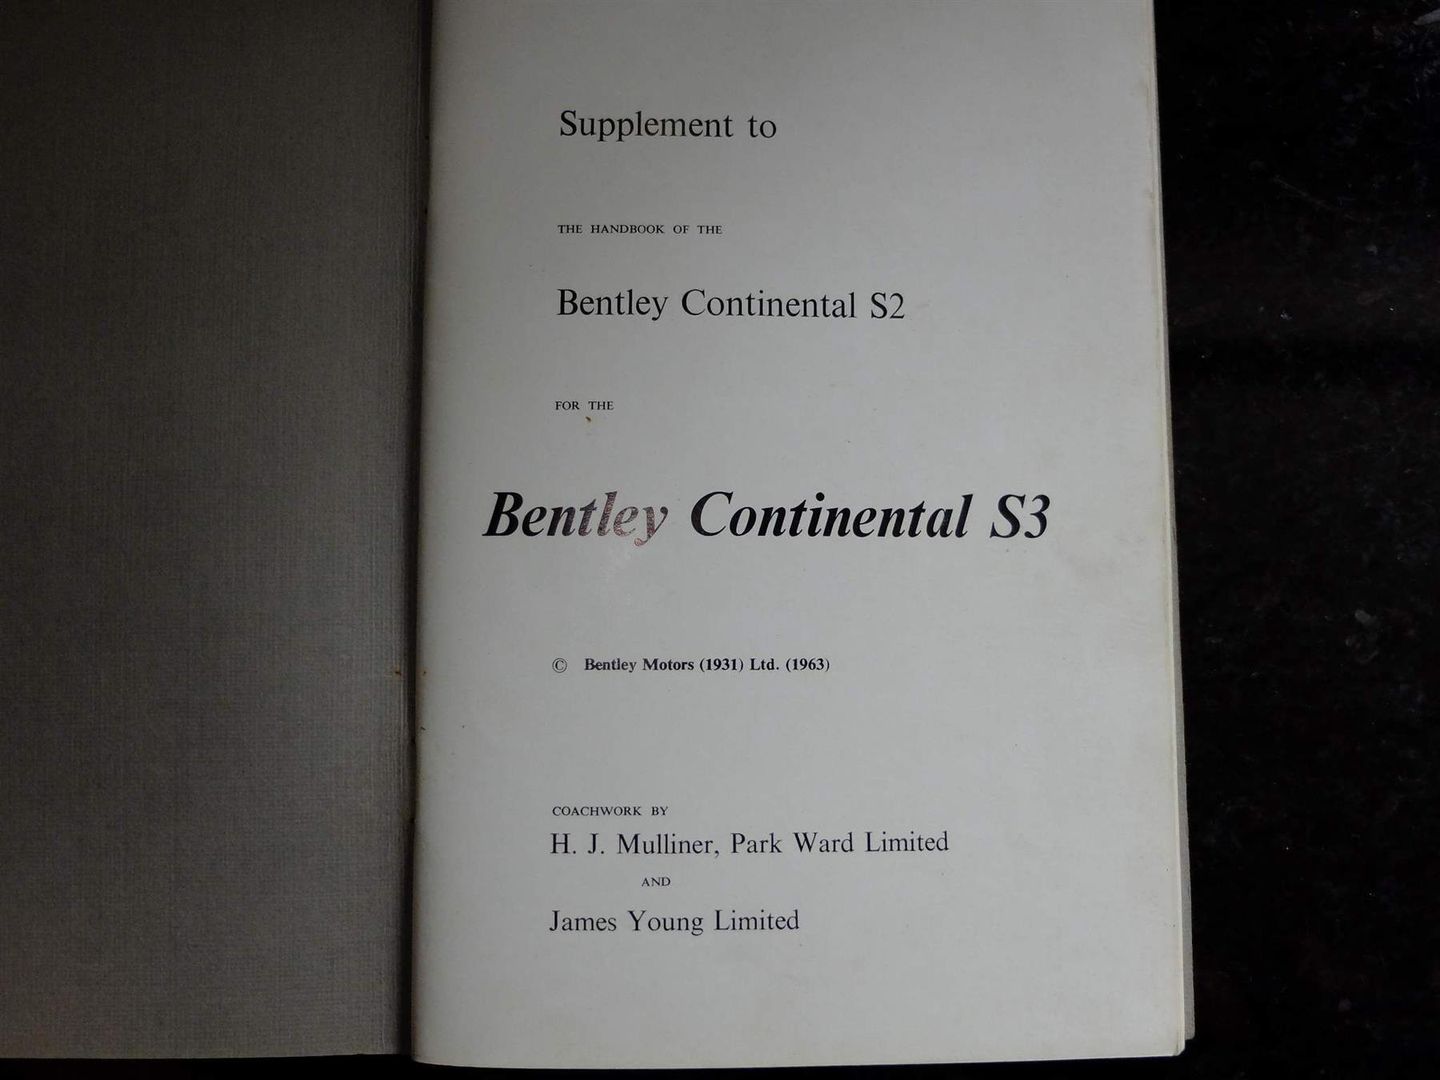 Supplement to
THE HANDBOOK OF THE
Bentley Continental S2
FOR THE
Bentley Continental S3
© Bentley Motors (1931) Ltd. (1963)
COACHWORK BY
H. J. Mulliner, Park Ward Limited
AND
James Young Limited